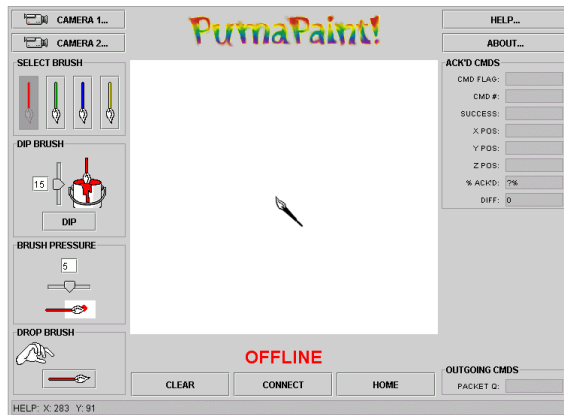 CAMERA 1...
CAMERA 2...
PumaPaint!
HELP...
ABOUT...
SELECT BRUSH
DIP BRUSH
15
DIP
BRUSH PRESSURE
5
DROP BRUSH
OFFLINE
CLEAR
CONNECT
HOME
ACK'D CMDS
CMD FLAG:
CMD #:
SUCCESS:
X POS:
Y POS:
Z POS:
% ACK'D: ?%
DIFF: 0
OUTGOING CMDS
PACKET Q:
HELP: X: 283 Y: 91